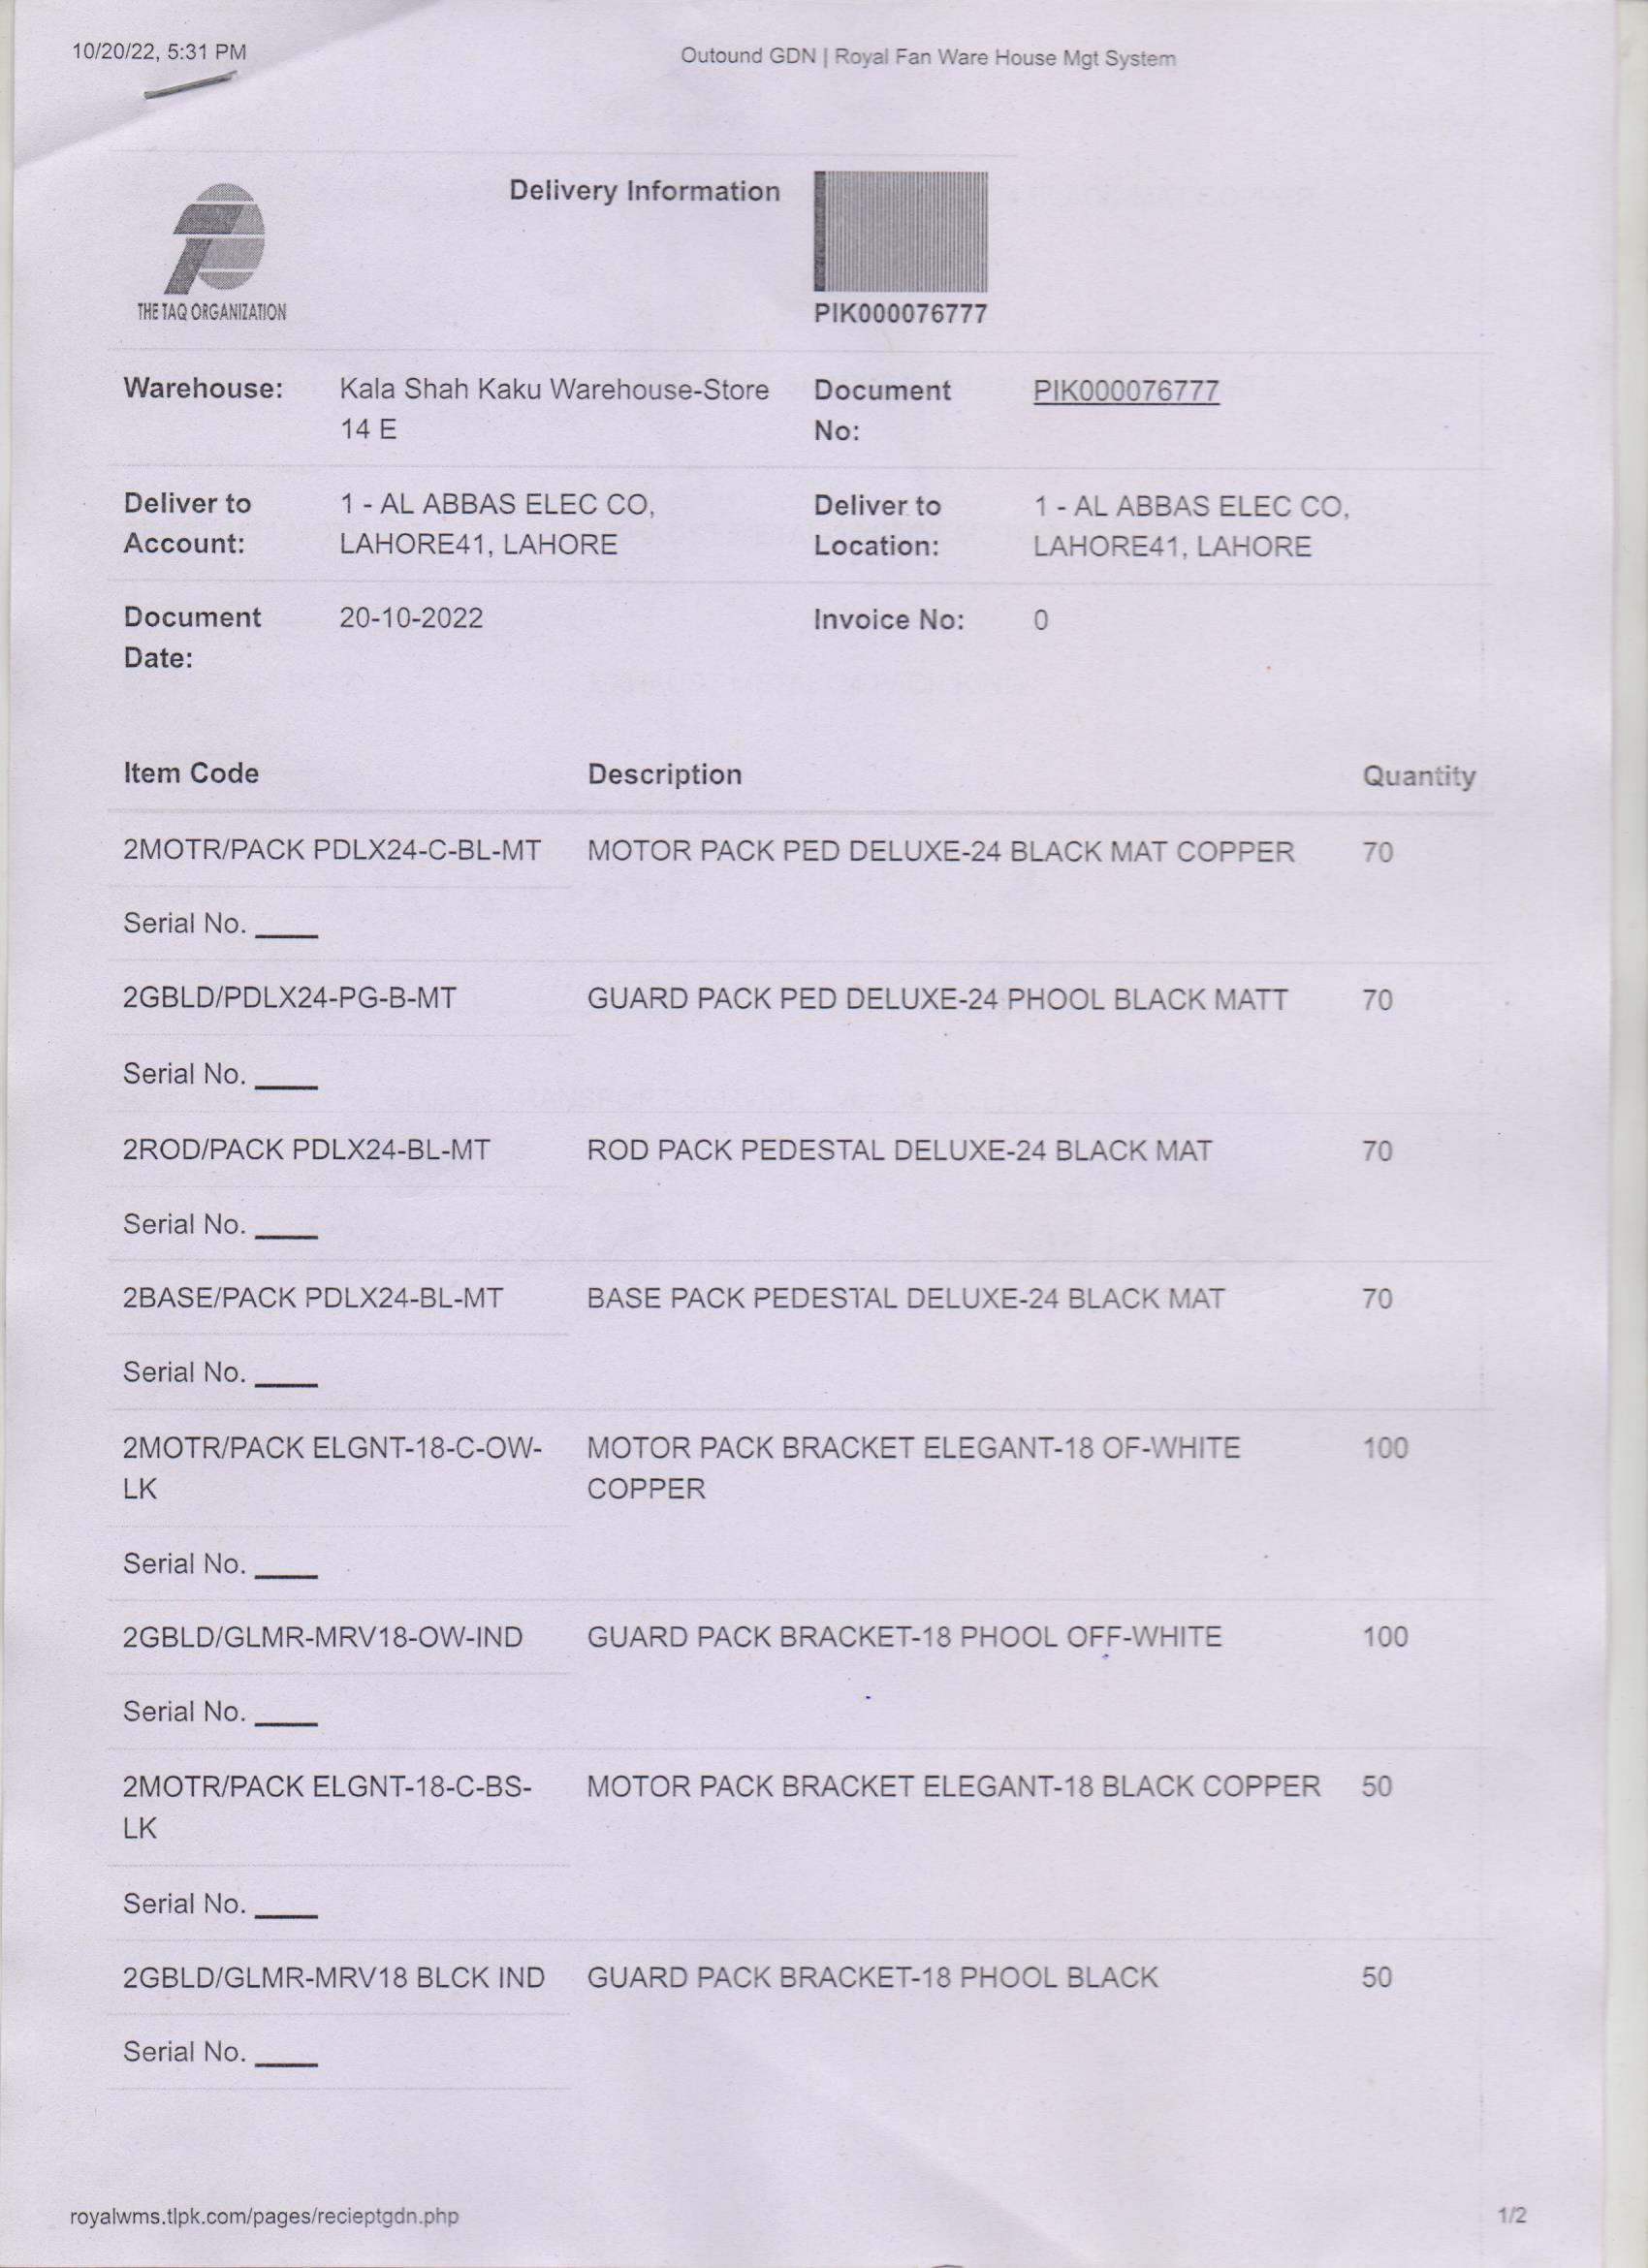 10/20/22, 5:31 PM
Outound GDN | Royal Fan Ware House Mgt System
Delivery Information
THE TAQ ORGANIZATION
PIK000076777
Warehouse: Kala Shah Kaku Warehouse-Store Document PIK000076777
14 E No:
Deliver to 1 - AL ABBAS ELEC CO, Deliver to 1 - AL ABBAS ELEC CO,
Account: LAHORE41, LAHORE Location: LAHORE41, LAHORE
Document 20-10-2022 Invoice No: 0
Date:
Item Code Description Quantity
2MOTR/PACK PDLX24-C-BL-MT MOTOR PACK PED DELUXE-24 BLACK MAT COPPER 70
Serial No. ____
2GBLD/PDLX24-PG-B-MT GUARD PACK PED DELUXE-24 PHOOL BLACK MATT 70
Serial No. ____
2ROD/PACK PDLX24-BL-MT ROD PACK PEDESTAL DELUXE-24 BLACK MAT 70
Serial No. ____
2BASE/PACK PDLX24-BL-MT BASE PACK PEDESTAL DELUXE-24 BLACK MAT 70
Serial No. ____
2MOTR/PACK ELGNT-18-C-OW- MOTOR PACK BRACKET ELEGANT-18 OF-WHITE 100
LK COPPER
Serial No. ____
2GBLD/GLMR-MRV18-OW-IND GUARD PACK BRACKET-18 PHOOL OFF-WHITE 100
Serial No. ____
2MOTR/PACK ELGNT-18-C-BS- MOTOR PACK BRACKET ELEGANT-18 BLACK COPPER 50
LK
Serial No. ____
2GBLD/GLMR-MRV18 BLCK IND GUARD PACK BRACKET-18 PHOOL BLACK 50
Serial No. ____
royalwms.tlpk.com/pages/recieptgdn.php 1/2